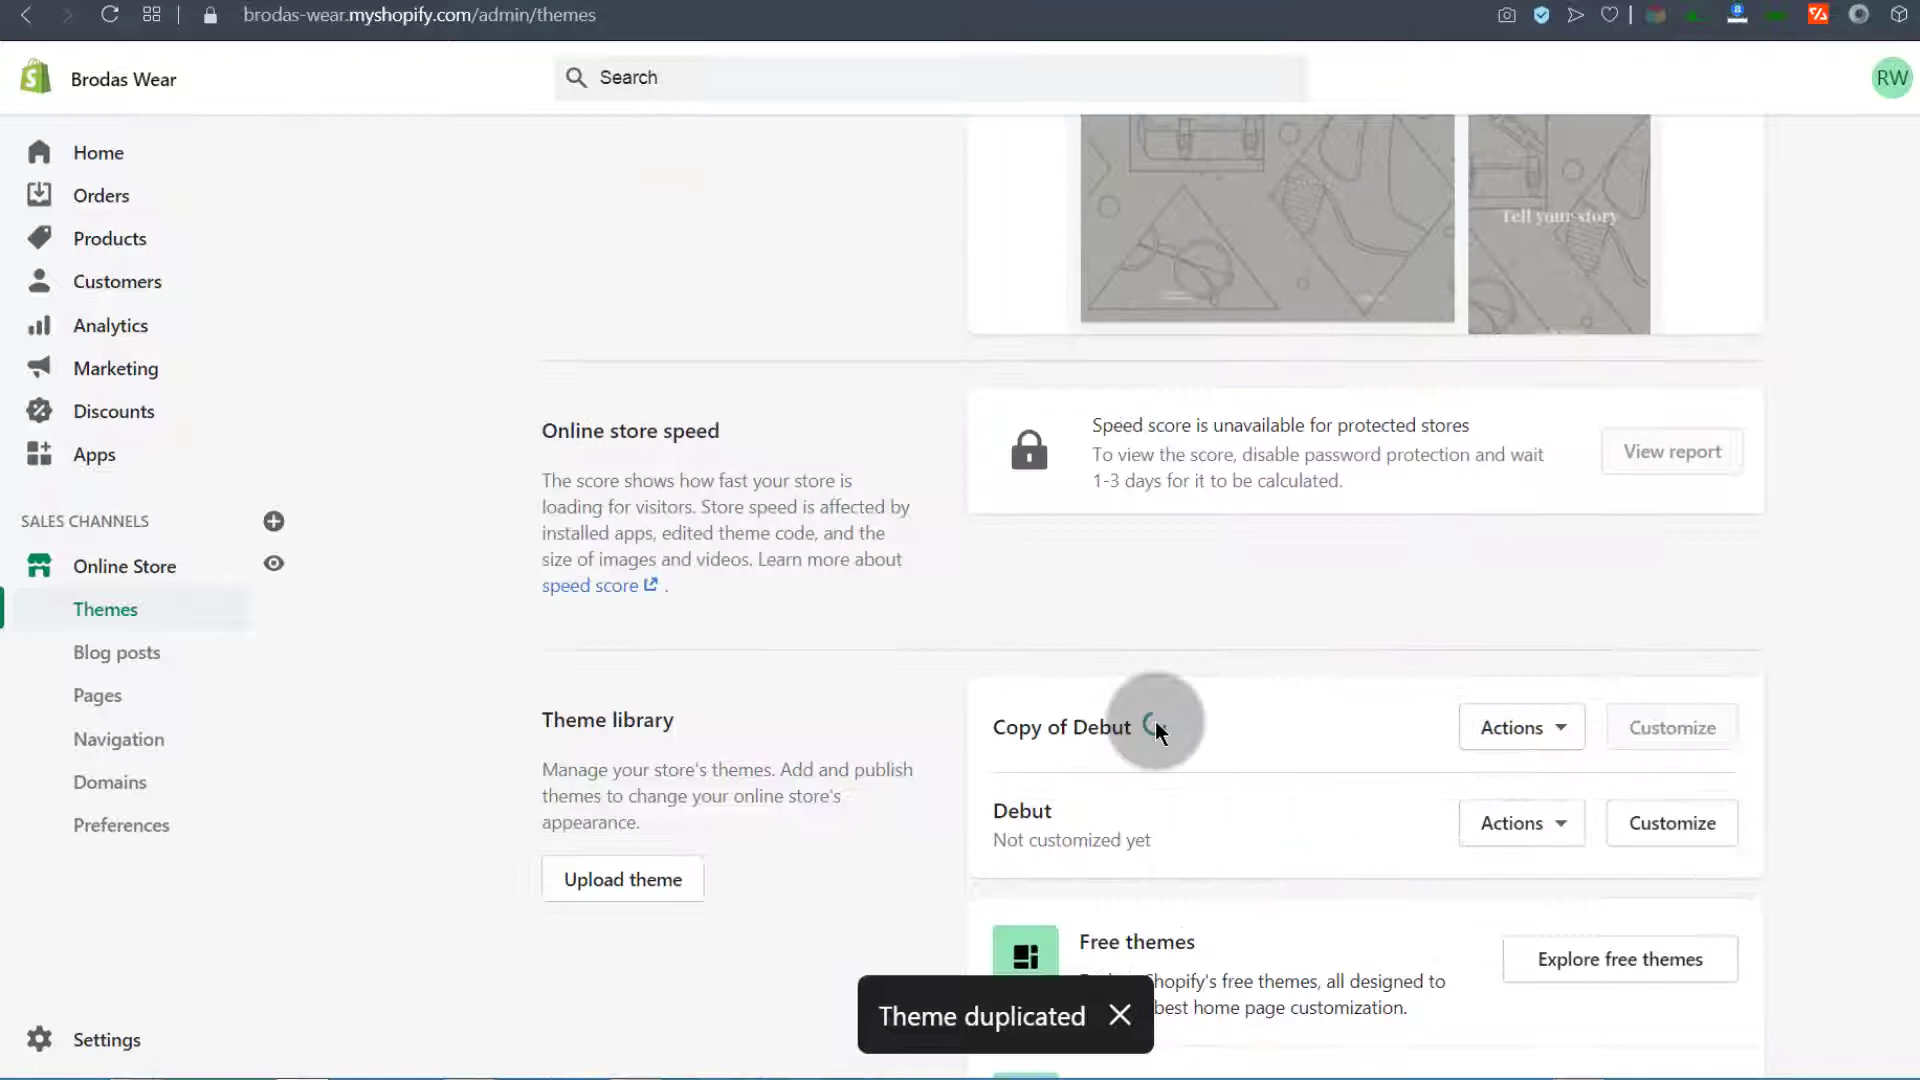 brodas-wear.myshopify.com/admin/themes
Brodas Wear
Search
RW
Home
Orders
Products
Customers
Analytics
Marketing
Discounts
Apps
SALES CHANNELS
Online Store
Themes
Blog posts
Pages
Navigation
Domains
Preferences
Settings
Tell your story
Online store speed
The score shows how fast your store is
loading for visitors. Store speed is affected by
installed apps, edited theme code, and the
size of images and videos. Learn more about
speed score .
Speed score is unavailable for protected stores
To view the score, disable password protection and wait
1-3 days for it to be calculated.
View report
Theme library
Manage your store's themes. Add and publish
themes to change your online store's
appearance.
Upload theme
Copy of Debut
Actions
Customize
Debut
Not customized yet
Actions
Customize
Free themes
Shopify's free themes, all designed to
best home page customization.
Explore free themes
Theme duplicated